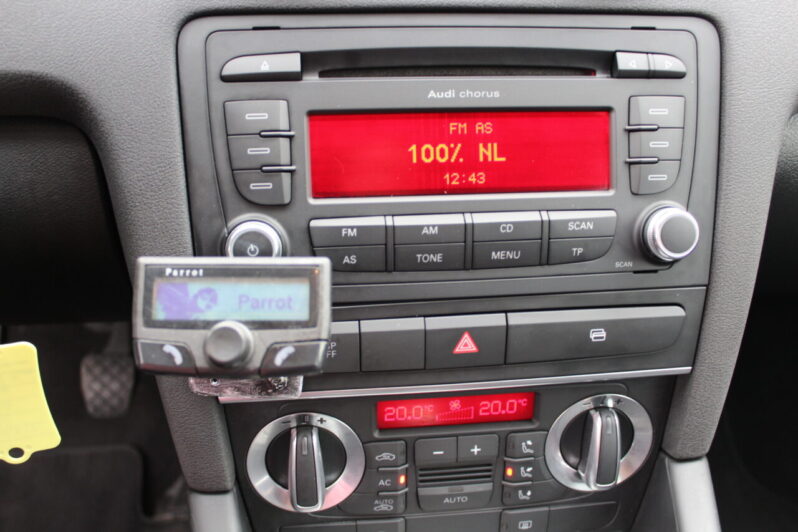 Audi chorus
FM AS
100% NL
12:43
FM AM CD SCAN
AS TONE MENU TP
SCAN
Parrot
Parrot
OFF
20.0°C 20.0°C
AC
AUTO
AUTO